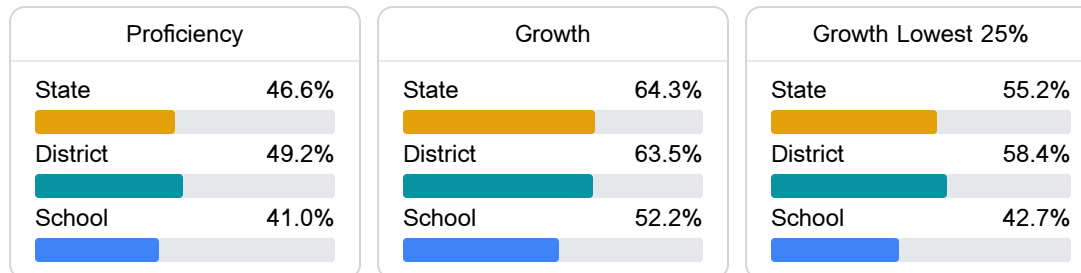 Proficiency
State 46.6%
District 49.2%
School 41.0%
Growth
State 64.3%
District 63.5%
School 52.2%
Growth Lowest 25%
State 55.2%
District 58.4%
School 42.7%